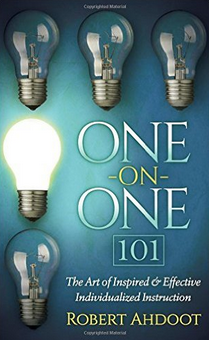 ONE
-ON-
ONE
101
The Art of Inspired & Effective
Individualized Instruction
ROBERT AHDOOT